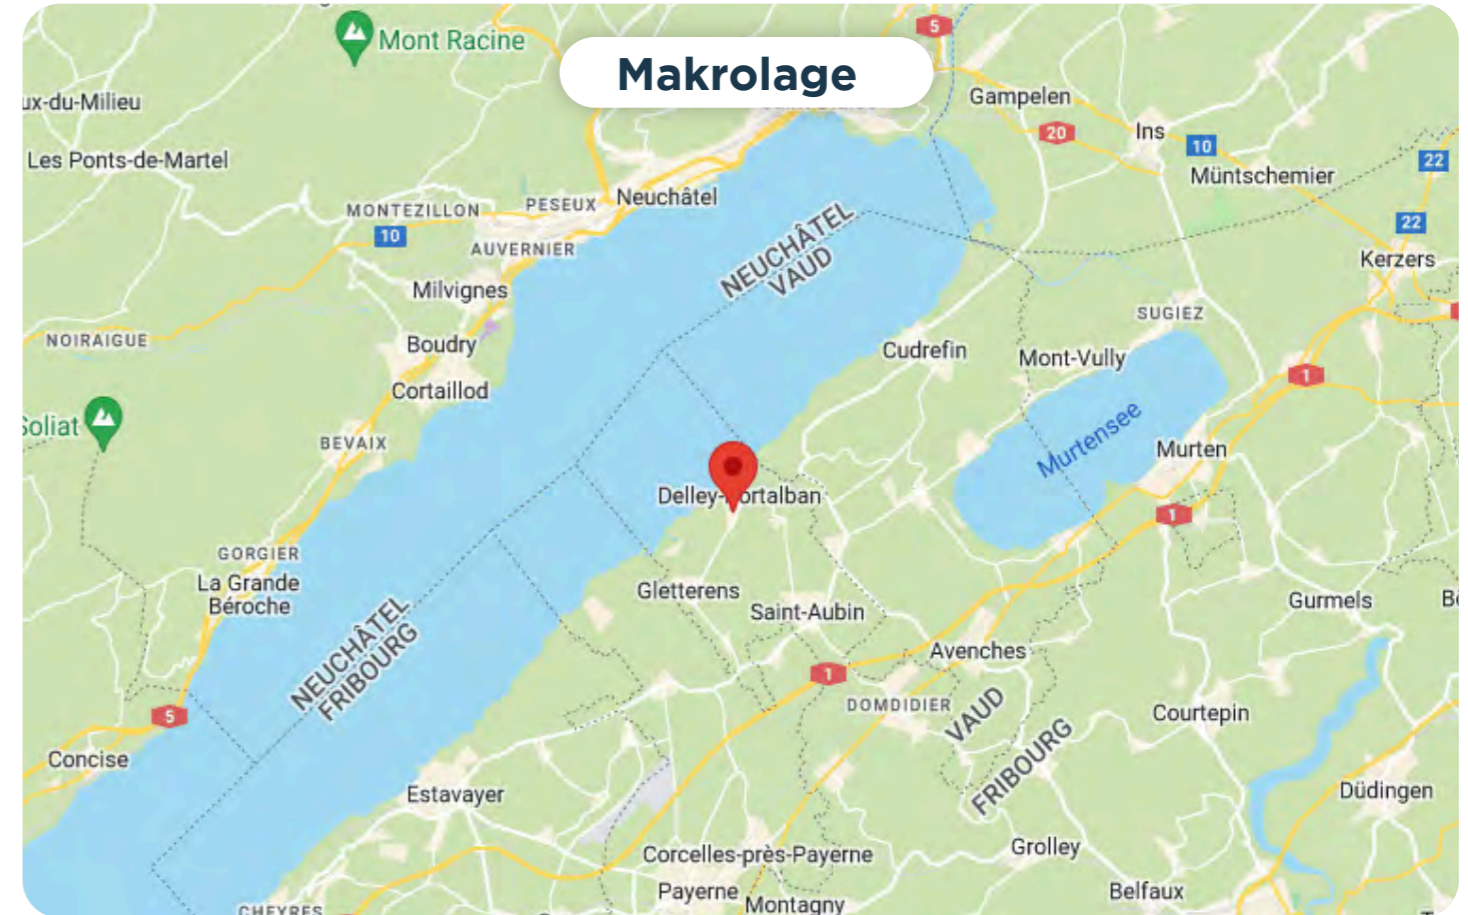 Makrolage
Mont Racine
5
ux-du-Milieu
Gampelen
20
Ins
10
22
Les Ponts-de-Martel
Müntschemier
MONTEZILLON
PESEUX
Neuchâtel
10
22
AUVERNIER
NEUCHÂTEL
VAUD
Kerzers
Milvignes
SUGIEZ
NOIRAIGUE
Boudry
Cudrefin
Mont-Vully
1
Cortaillod
Soliat
BEVAIX
Murtensee
Murten
Delley-Portalban
1
GORGIER
La Grande
Béroche
Gletterens
Saint-Aubin
Gurmels
NEUCHÂTEL
FRIBOURG
Avenches
1
DOMDIDIER
VAUD
FRIBOURG
Courtepin
5
Concise
Estavayer
Düdingen
Corcelles-près-Payerne
Grolley
Payerne
Montagny
Belfaux
CHEYRES